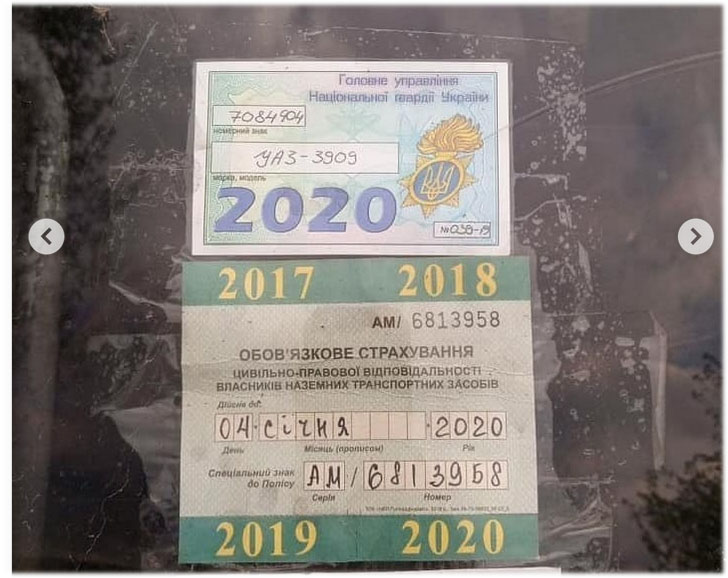 Головне управління
Національної гвардії України
7084904
номерний знак
УАЗ-3909
марка, модель
2020
№039-19
2017 2018
АМ/ 6813958
ОБОВ'ЯЗКОВЕ СТРАХУВАННЯ
ЦИВІЛЬНО-ПРАВОВОЇ ВІДПОВІДАЛЬНОСТІ
ВЛАСНИКІВ НАЗЕМНИХ ТРАНСПОРТНИХ ЗАСОБІВ
Дійсна до:
04 січня 2020
День Місяць (прописом) Рік
Спеціальний знак
до Полісу
АМ / 6813958
Серія Номер
2019 2020